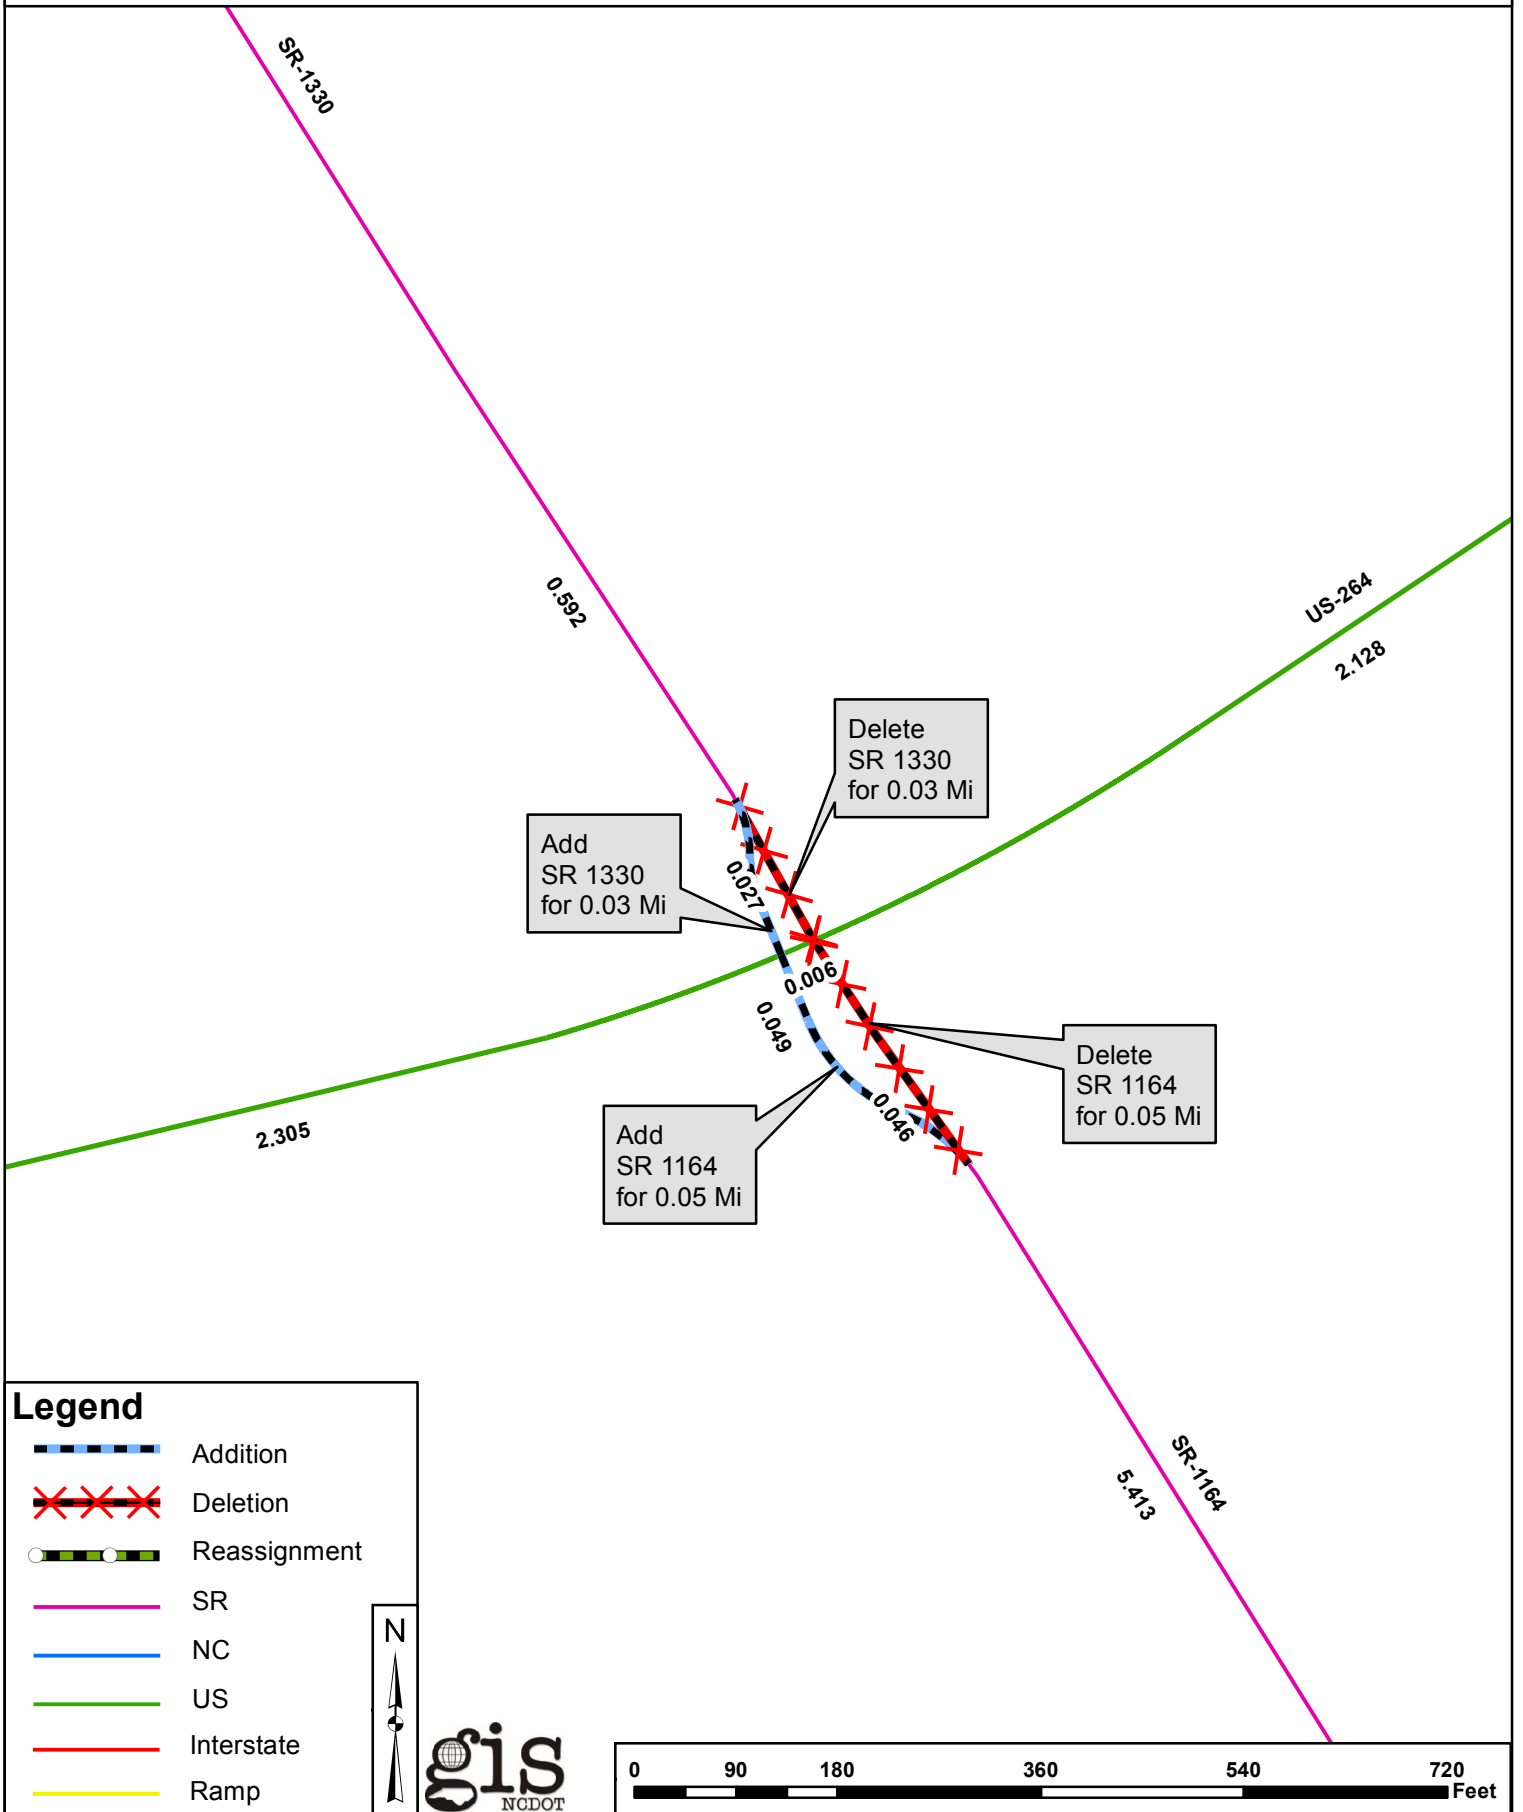 SR-1330
0.592
US-264
2.128
Delete
SR 1330
for 0.03 Mi
Add
SR 1330
for 0.03 Mi
0.027
0.006
0.049
Delete
SR 1164
for 0.05 Mi
0.046
Add
SR 1164
for 0.05 Mi
2.305
SR-1164
5.413
Legend
Addition
Deletion
Reassignment
SR
NC
US
Interstate
Ramp
N
gis
NCDOT
0 90 180 360 540 720
Feet